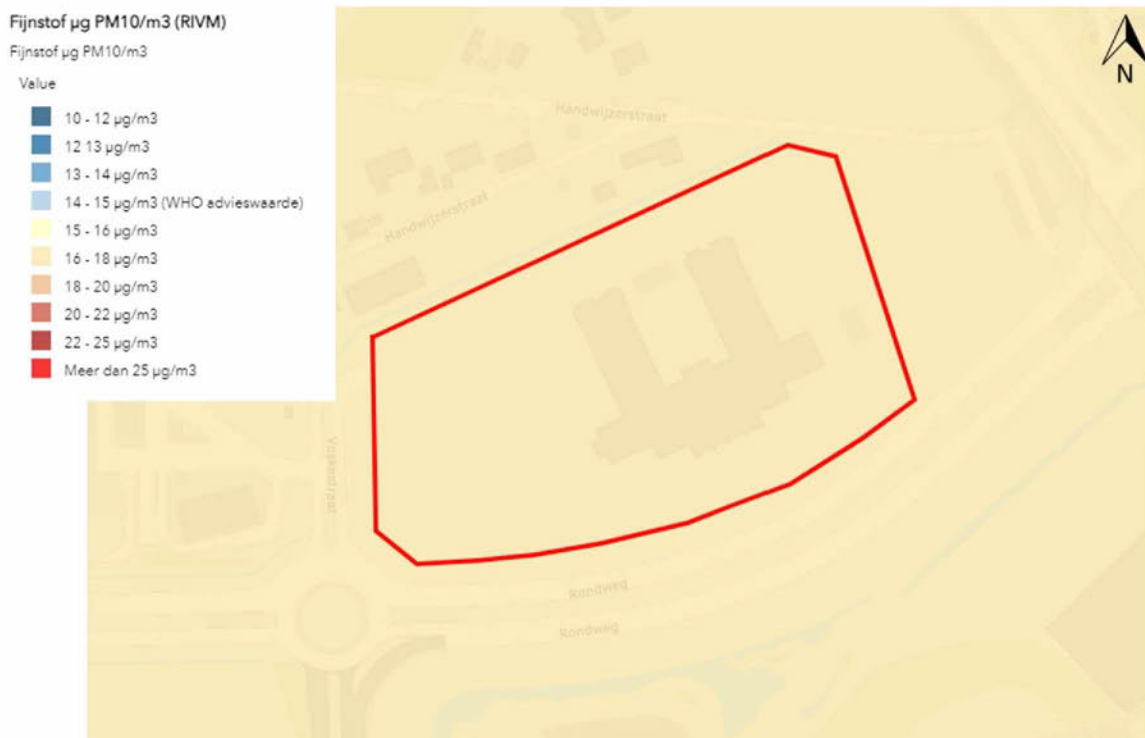 Fijnstof µg PM10/m3 (RIVM)
Fijnstof µg PM10/m3
Value
10 - 12 µg/m3
12 13 µg/m3
13 - 14 µg/m3
14 - 15 µg/m3 (WHO advieswaarde)
15 - 16 µg/m3
16 - 18 µg/m3
18 - 20 µg/m3
20 - 22 µg/m3
22 - 25 µg/m3
Meer dan 25 µg/m3
N
Handwijzerstraat
Handwijzerstraat
Rondweg
Rondweg